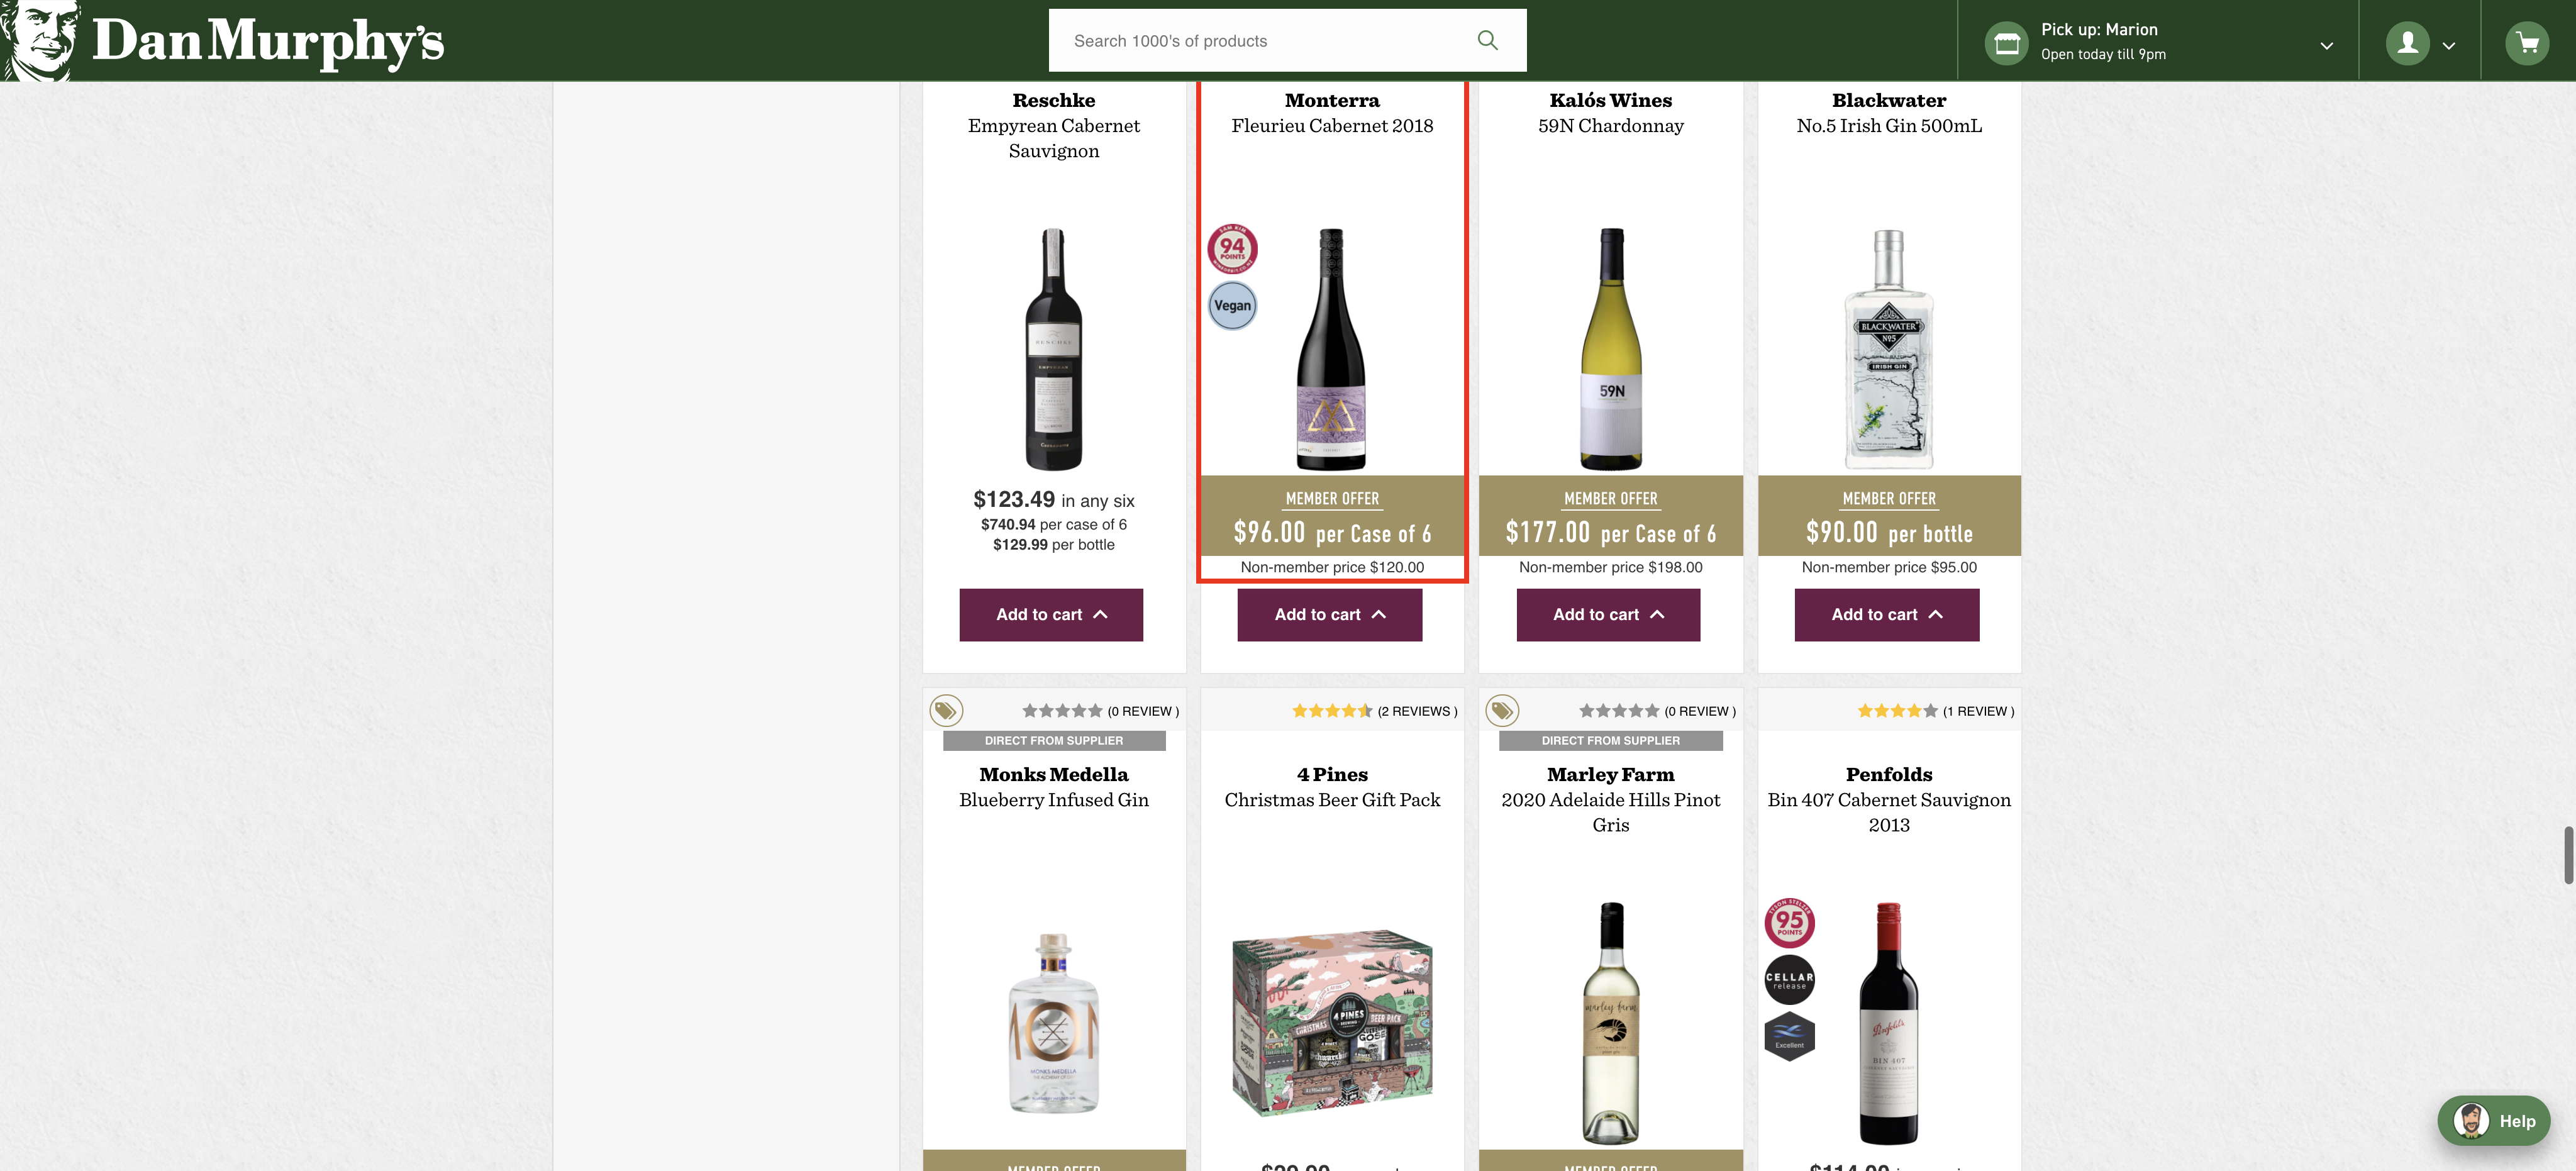 Dan Murphy's
Search 1000's of products
Pick up: Marion
Open today till 9pm
Reschke
Empyrean Cabernet
Sauvignon
$123.49 in any six
$740.94 per case of 6
$129.99 per bottle
Add to cart
Monterra
Fleurieu Cabernet 2018
94
POINTS
Vegan
MEMBER OFFER
$96.00 per Case of 6
Non-member price $120.00
Add to cart
Kalós Wines
59N Chardonnay
59N
MEMBER OFFER
$177.00 per Case of 6
Non-member price $198.00
Add to cart
Blackwater
No.5 Irish Gin 500mL
BLACKWATER
Nº5
IRISH GIN
MEMBER OFFER
$90.00 per bottle
Non-member price $95.00
Add to cart
(0 REVIEW )
DIRECT FROM SUPPLIER
Monks Medella
Blueberry Infused Gin
MONKS MEDELLA
MEMBER OFFER
(2 REVIEWS )
4 Pines
Christmas Beer Gift Pack
4 PINES
CHRISTMAS BEER PACK
(0 REVIEW )
DIRECT FROM SUPPLIER
Marley Farm
2020 Adelaide Hills Pinot
Gris
marley farm
MEMBER OFFER
(1 REVIEW )
Penfolds
Bin 407 Cabernet Sauvignon
2013
95
POINTS
CELLAR
release
Excellent
Penfolds
BIN 407
Help